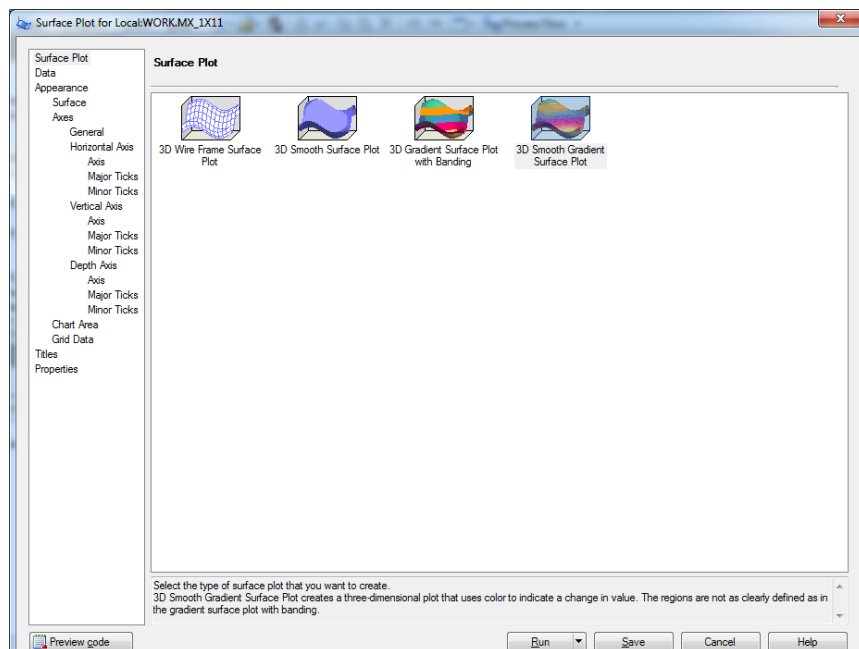 Surface Plot for Local:WORK.MX_1X11
Surface Plot
Data
Appearance
Surface
Axes
General
Horizontal Axis
Axis
Major Ticks
Minor Ticks
Vertical Axis
Axis
Major Ticks
Minor Ticks
Depth Axis
Axis
Major Ticks
Minor Ticks
Chart Area
Grid Data
Titles
Properties
Surface Plot
3D Wire Frame Surface
Plot
3D Smooth Surface Plot
3D Gradient Surface Plot
with Banding
3D Smooth Gradient
Surface Plot
Select the type of surface plot that you want to create.
3D Smooth Gradient Surface Plot creates a three-dimensional plot that uses color to indicate a change in value. The regions are not as clearly defined as in
the gradient surface plot with banding.
Preview code
Run
Save
Cancel
Help